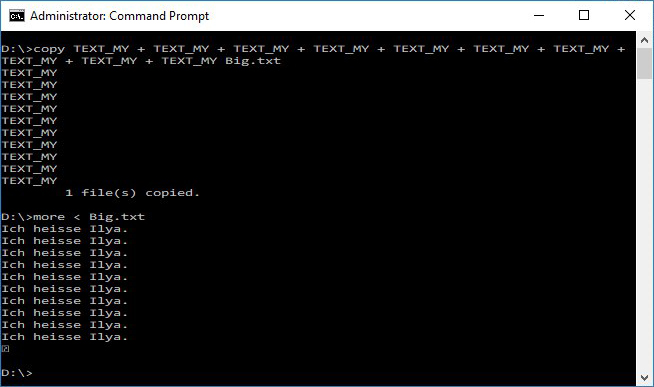 Administrator: Command Prompt
D:\>copy TEXT_MY + TEXT_MY + TEXT_MY + TEXT_MY + TEXT_MY + TEXT_MY + TEXT_MY +
TEXT_MY + TEXT_MY + TEXT_MY Big.txt
TEXT_MY
TEXT_MY
TEXT_MY
TEXT_MY
TEXT_MY
TEXT_MY
TEXT_MY
TEXT_MY
TEXT_MY
TEXT_MY
1 file(s) copied.
D:\>more < Big.txt
Ich heisse Ilya.
Ich heisse Ilya.
Ich heisse Ilya.
Ich heisse Ilya.
Ich heisse Ilya.
Ich heisse Ilya.
Ich heisse Ilya.
Ich heisse Ilya.
Ich heisse Ilya.
Ich heisse Ilya.
D:\>